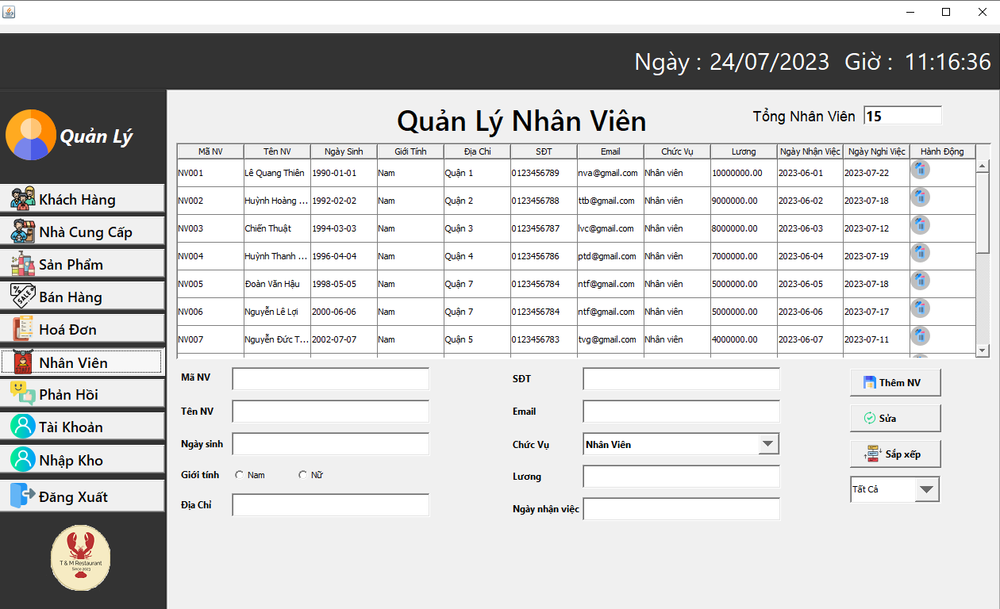 Ngày : 24/07/2023 Giờ : 11:16:36
Quản Lý
Khách Hàng
Nhà Cung Cấp
Sản Phẩm
SALE
Bán Hàng
Hoá Đơn
STAFF
Nhân Viên
Phản Hồi
Tài Khoản
Nhập Kho
Đăng Xuất
T & M Restaurant
Since 2023
Quản Lý Nhân Viên
Tổng Nhân Viên 15
Mã NV Tên NV Ngày Sinh Giới Tính Địa Chỉ SĐT Email Chức Vụ Lương Ngày Nhận Việc Ngày Nghỉ Việc Hành Động
NV001 Lê Quang Thiên 1990-01-01 Nam Quận 1 0123456789 nva@gmail.com Nhân viên 10000000.00 2023-06-01 2023-07-22
NV002 Huỳnh Hoàng ... 1992-02-02 Nam Quận 2 0123456788 ttb@gmail.com Nhân viên 9000000.00 2023-06-02 2023-07-18
NV003 Chiến Thuật 1994-03-03 Nam Quận 3 0123456787 lvc@gmail.com Nhân viên 8000000.00 2023-06-03 2023-07-12
NV004 Huỳnh Thanh ... 1996-04-04 Nam Quận 4 0123456786 ptd@gmail.com Nhân viên 7000000.00 2023-06-04 2023-07-19
NV005 Đoàn Văn Hậu 1998-05-05 Nam Quận 7 0123456784 ntf@gmail.com Nhân viên 5000000.00 2023-06-05 2023-07-18
NV006 Nguyễn Lê Lợi 2000-06-06 Nam Quận 7 0123456784 ntf@gmail.com Nhân viên 5000000.00 2023-06-06 2023-07-17
NV007 Nguyễn Đức T... 2002-07-07 Nam Quận 5 0123456783 tvg@gmail.com Nhân viên 4000000.00 2023-06-07 2023-07-11
Mã NV
Tên NV
Ngày sinh
Giới tính Nam Nữ
Địa Chỉ
SĐT
Email
Chức Vụ Nhân Viên
Lương
Ngày nhận việc
Thêm NV
Sửa
Sắp xếp
Tất Cả